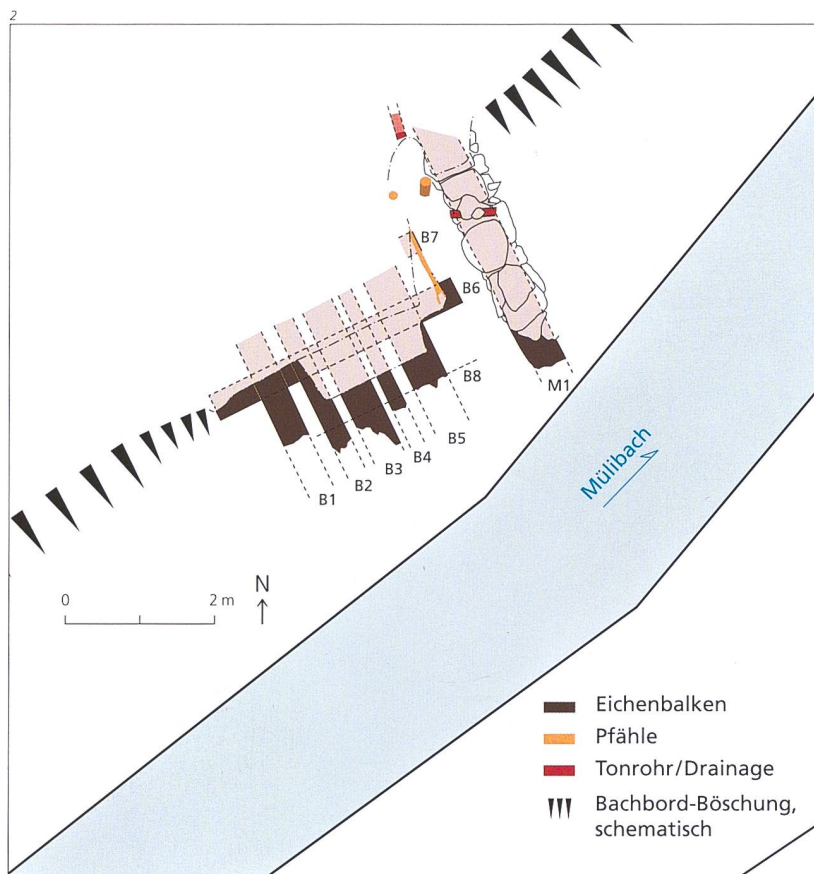 2
B7
B6
B8
M1
B5
B4
B3
B2
B1
Mülibach
0 2 m
N
Eichenbalken
Pfähle
Tonrohr/Drainage
Bachbord-Böschung,
schematisch